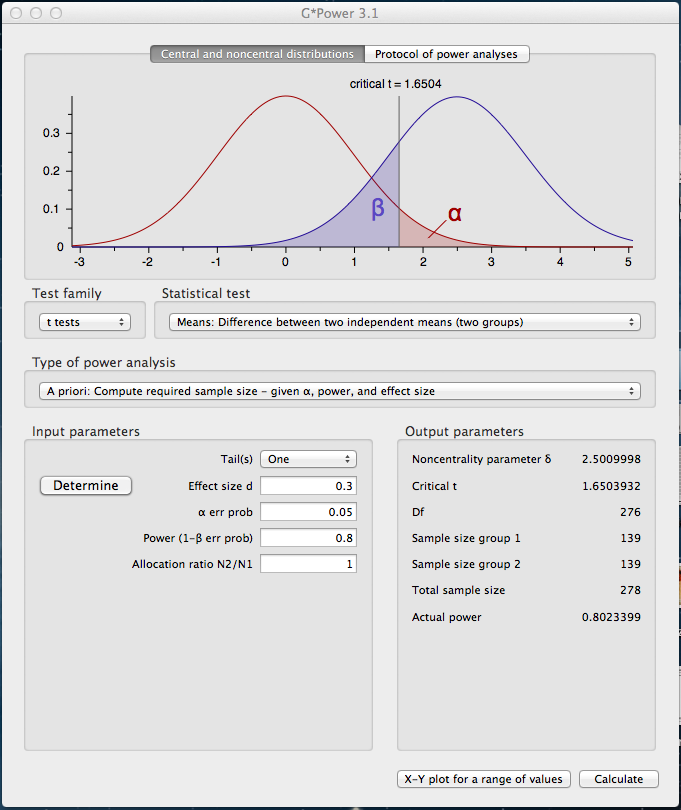 G*Power 3.1
Central and noncentral distributions Protocol of power analyses
critical t = 1.6504
0.3
0.2
0.1
0
β
α
-3 -2 -1 0 1 2 3 4 5
Test family Statistical test
t tests Means: Difference between two independent means (two groups)
Type of power analysis
A priori: Compute required sample size – given α, power, and effect size
Input parameters
Tail(s) One
Determine Effect size d 0.3
α err prob 0.05
Power (1-β err prob) 0.8
Allocation ratio N2/N1 1
Output parameters
Noncentrality parameter δ 2.5009998
Critical t 1.6503932
Df 276
Sample size group 1 139
Sample size group 2 139
Total sample size 278
Actual power 0.8023399
X-Y plot for a range of values Calculate